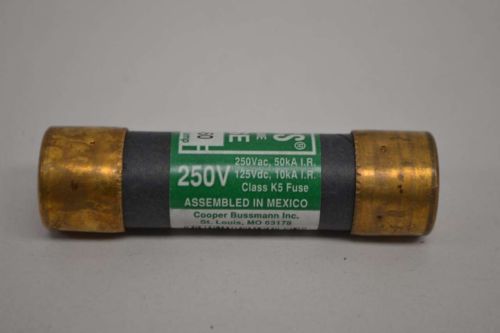 250V
250Vac, 50kA I.R.
125Vdc, 10kA I.R.
Class K5 Fuse
ASSEMBLED IN MEXICO
Cooper Bussmann Inc.
St. Louis, MO 63178